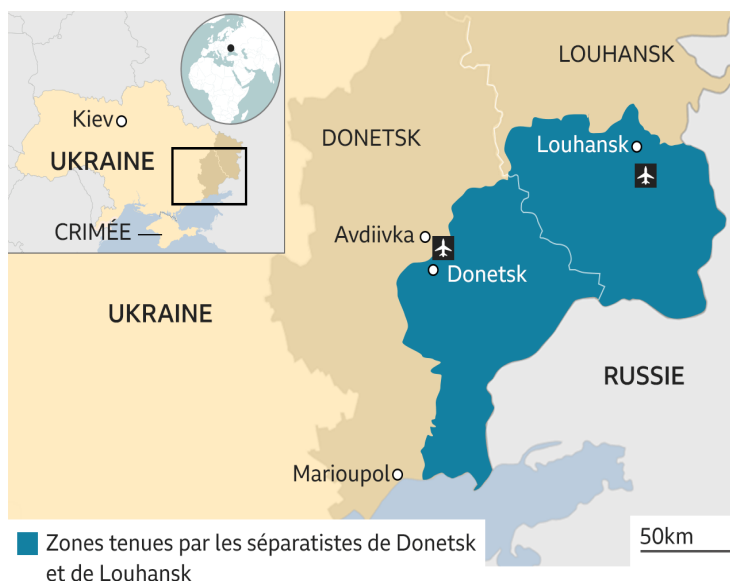 Kiev
UKRAINE
CRIMÉE
LOUHANSK
DONETSK
Louhansk
Avdiivka
Donetsk
UKRAINE
RUSSIE
Marioupol
50km
Zones tenues par les séparatistes de Donetsk
et de Louhansk